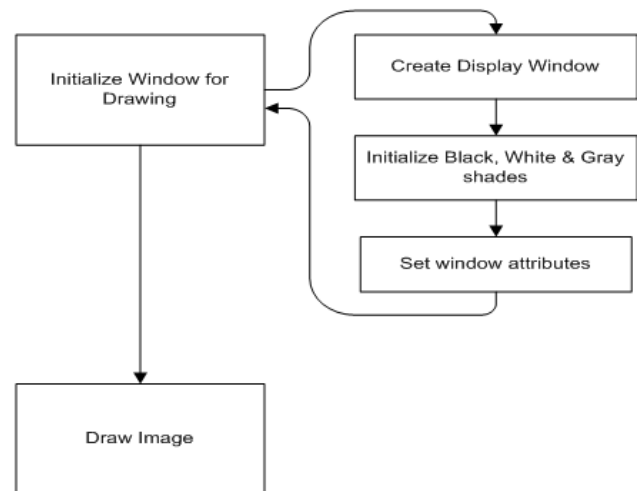 Initialize Window for
Drawing
Create Display Window
Initialize Black, White & Gray
shades
Set window attributes
Draw Image